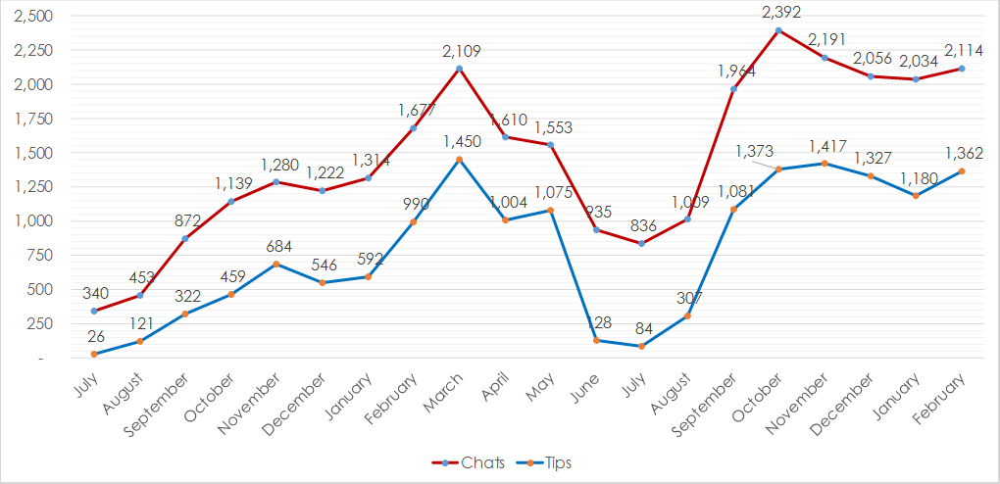 2,500
2,250
2,000
1,750
1,500
1,250
1,000
750
500
250
-
340 453 872 1,139 1,280 1,222 1,314 1,677 2,109 1,610 1,553 935 836 1,009 1,964 2,392 2,191 2,056 2,034 2,114
26 121 322 459 684 546 592 990 1,450 1,004 1,075 128 84 307 1,081 1,373 1,417 1,327 1,180 1,362
July August September October November December January February March April May June July August September October November December January February
Chats Tips